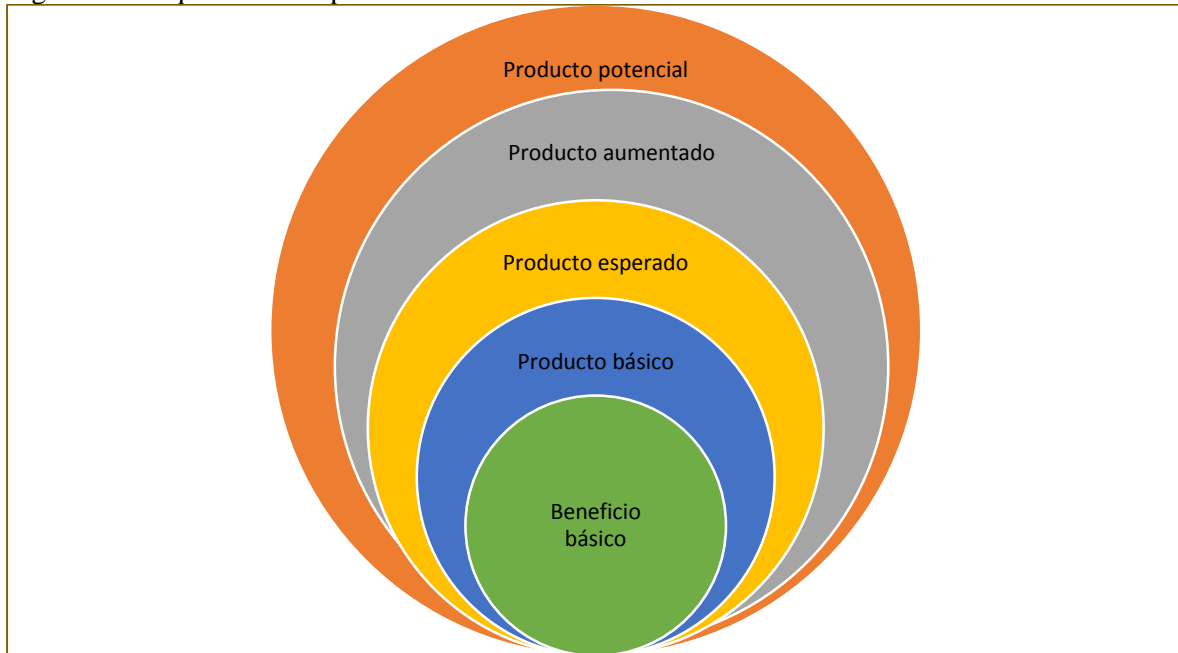 Producto potencial
Producto aumentado
Producto esperado
Producto básico
Beneficio
básico